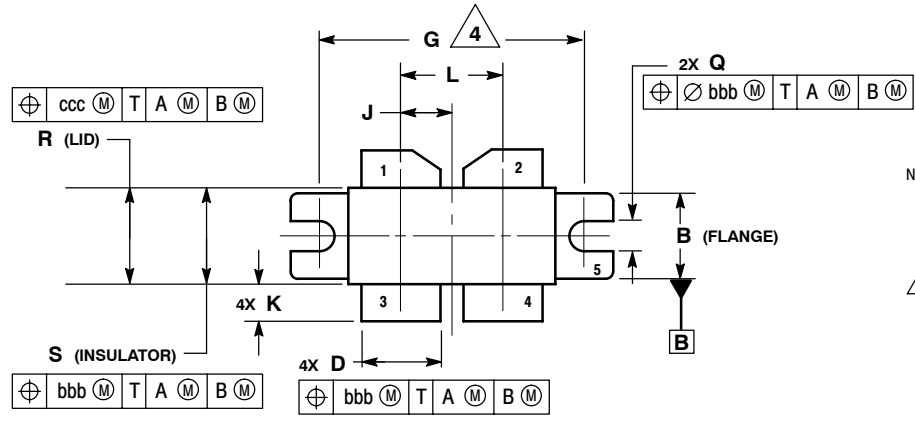 G 4
L
2X Q
⌖ ⌀ bbb Ⓜ T A Ⓜ B Ⓜ
⌖ ccc Ⓜ T A Ⓜ B Ⓜ
J
R (LID)
1 2
N
B (FLANGE)
5
4X K
3 4
B
S (INSULATOR)
4X D
⌖ bbb Ⓜ T A Ⓜ B Ⓜ
⌖ bbb Ⓜ T A Ⓜ B Ⓜ